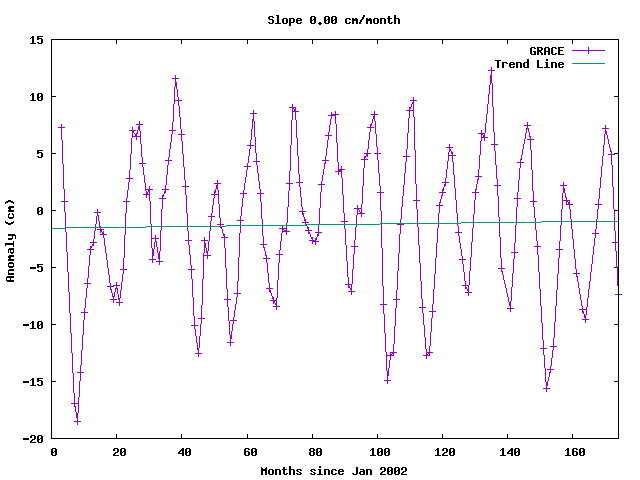 Slope 0.00 cm/month
GRACE
Trend Line
15
10
5
0
-5
-10
-15
-20
Anomaly (cm)
0 20 40 60 80 100 120 140 160
Months since Jan 2002